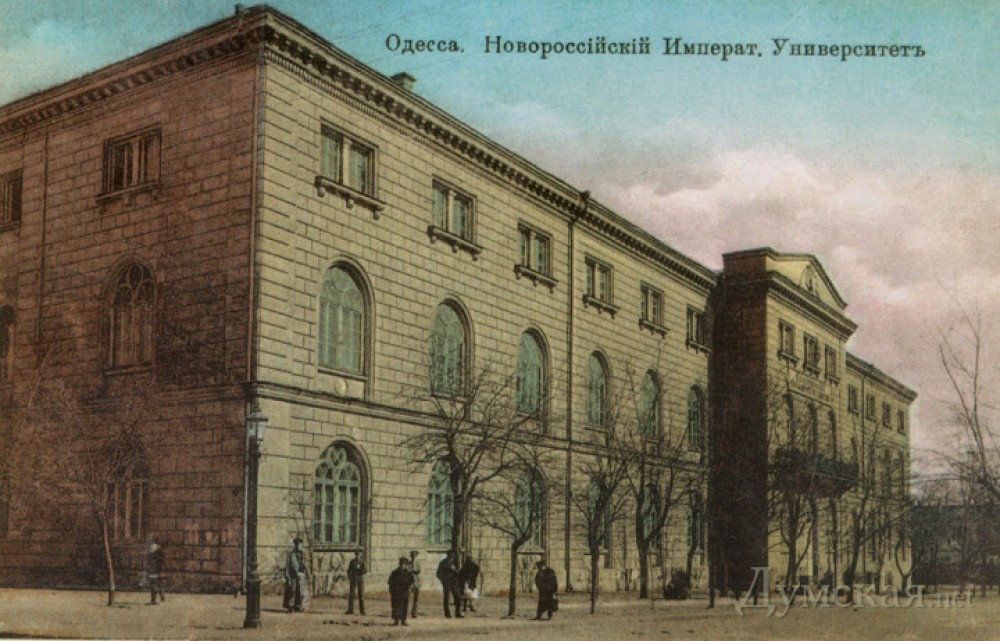 Одесса. Новороссійскій Императ. Университетъ
Думская.net